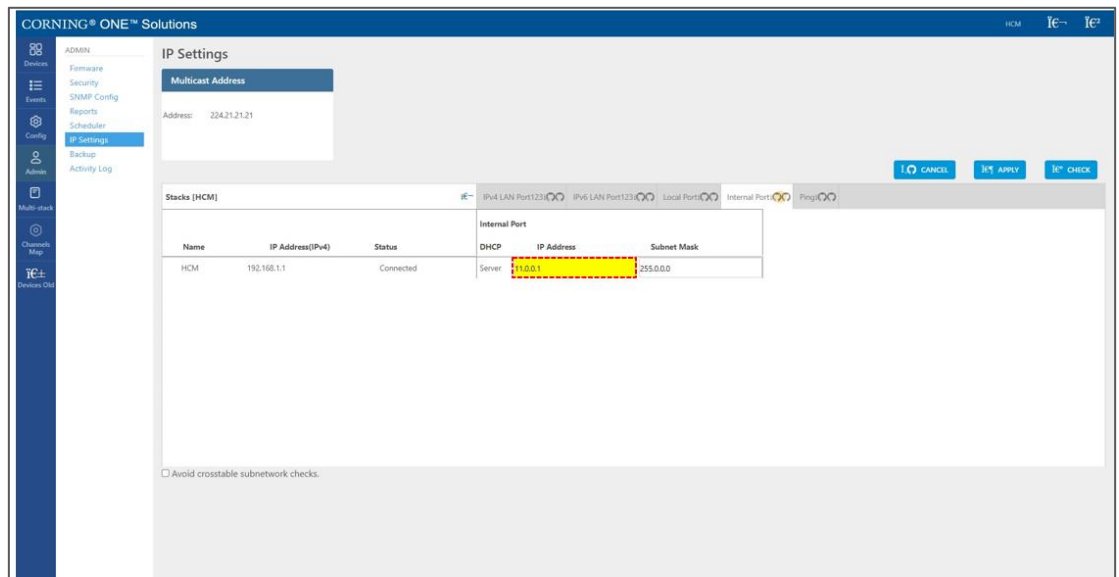 CORNING® ONE™ Solutions
HCM Ï€¬ Ï€²
Devices
Events
Config
Admin
Multi-stack
Channels Map
Ï€±
Devices Old
ADMIN
Firmware
Security
SNMP Config
Reports
Scheduler
IP Settings
Backup
Activity Log
IP Settings
Multicast Address
Address: 224.21.21.21
CANCEL APPLY CHECK
Stacks [HCM] IPv4 LAN Port123: IPv6 LAN Port123: Local Port: Internal Port: Pings:
Internal Port
Name IP Address(IPv4) Status DHCP IP Address Subnet Mask
HCM 192.168.1.1 Connected Server 11.0.0.1 255.0.0.0
Avoid crosstable subnetwork checks.